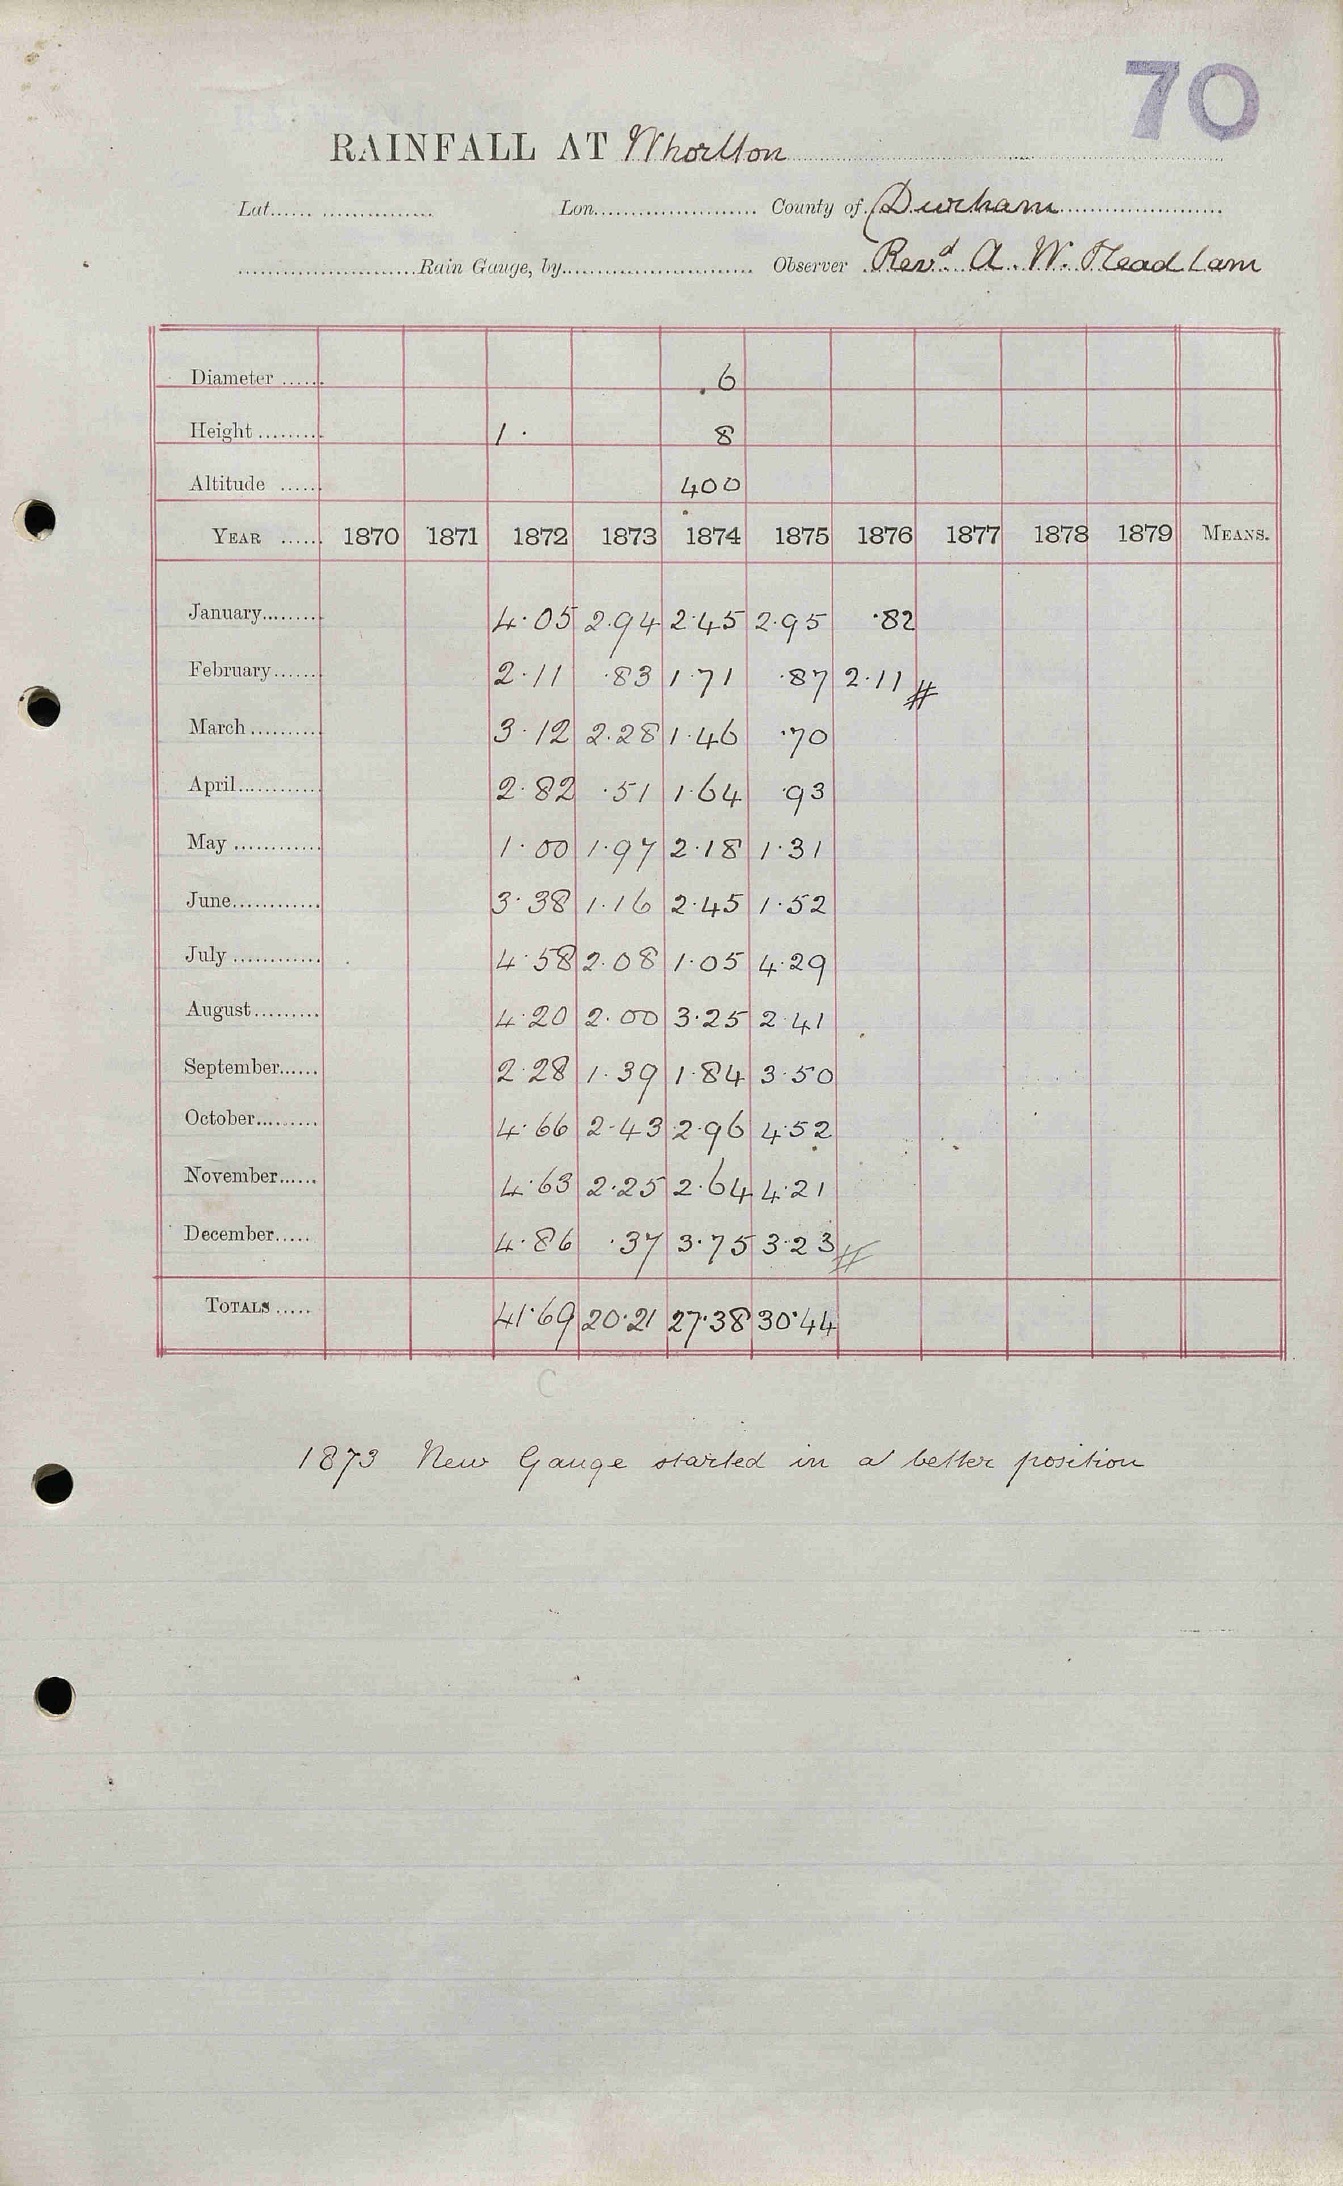 70
RAINFALL AT Whorlton
Lat............ Lon............ County of Durham
............Rain Gauge, by............ Observer Revd A. W. Headlam
Diameter ...... .6
Height ......... 1 · 8
Altitude ...... 400
YEAR ...... 1870 1871 1872 1873 1874 1875 1876 1877 1878 1879 MEANS.
January......... 4·05 2·94 2·45 2·95 ·82
February...... 2·11 ·83 1·71 ·87 2·11 #
March.......... 3·12 2·28 1·46 ·70
April............ 2·82 ·51 1·64 ·93
May ............ 1·00 1·97 2·18 1·31
June............ 3·38 1·16 2·45 1·52
July ............ 4·58 2·08 1·05 4·29
August......... 4·20 2·00 3·25 2·41
September...... 2·28 1·39 1·84 3·50
October......... 4·66 2·43 2·96 4·52
November...... 4·63 2·25 2·64 4·21
December..... 4·86 ·37 3·75 3·23 #
TOTALS ..... 41·69 20·21 27·38 30·44
C
1873 New Gauge started in a better position